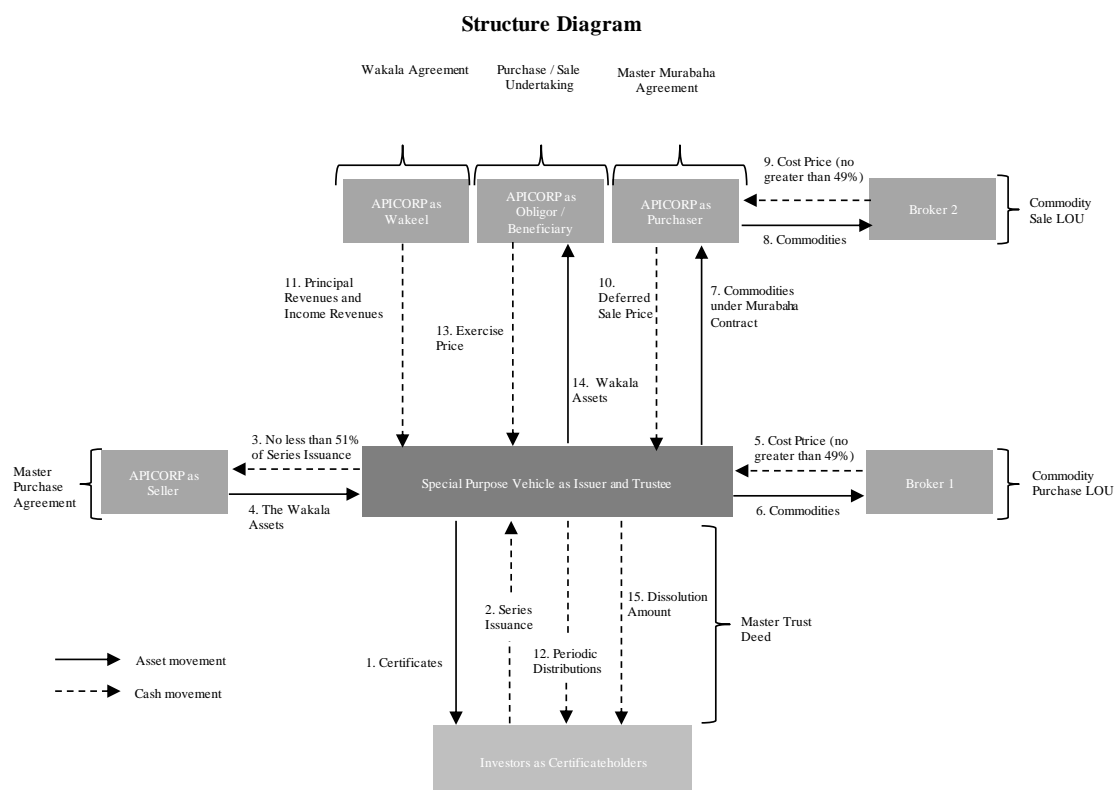 Structure Diagram
Wakala Agreement
Purchase / Sale
Undertaking
Master Murabaha
Agreement
9. Cost Price (no
greater than 49%)
APICORP as
Wakeel
APICORP as
Obligor /
Beneficiary
APICORP as
Purchaser
Broker 2
Commodity
Sale LOU
8. Commodities
11. Principal
Revenues and
Income Revenues
13. Exercise
Price
10.
Deferred
Sale Price
7. Commodities
under Murabaha
Contract
14. Wakala
Assets
3. No less than 51%
of Series Issuance
5. Cost Ptrice (no
greater than 49%)
Master
Purchase
Agreement
APICORP as
Seller
Special Purpose Vehicle as Issuer and Trustee
Broker 1
Commodity
Purchase LOU
4. The Wakala
Assets
6. Commodities
2. Series
Issuance
15. Dissolution
Amount
Master Trust
Deed
1. Certificates
12. Periodic
Distributions
Asset movement
Cash movement
Investors as Certificateholders